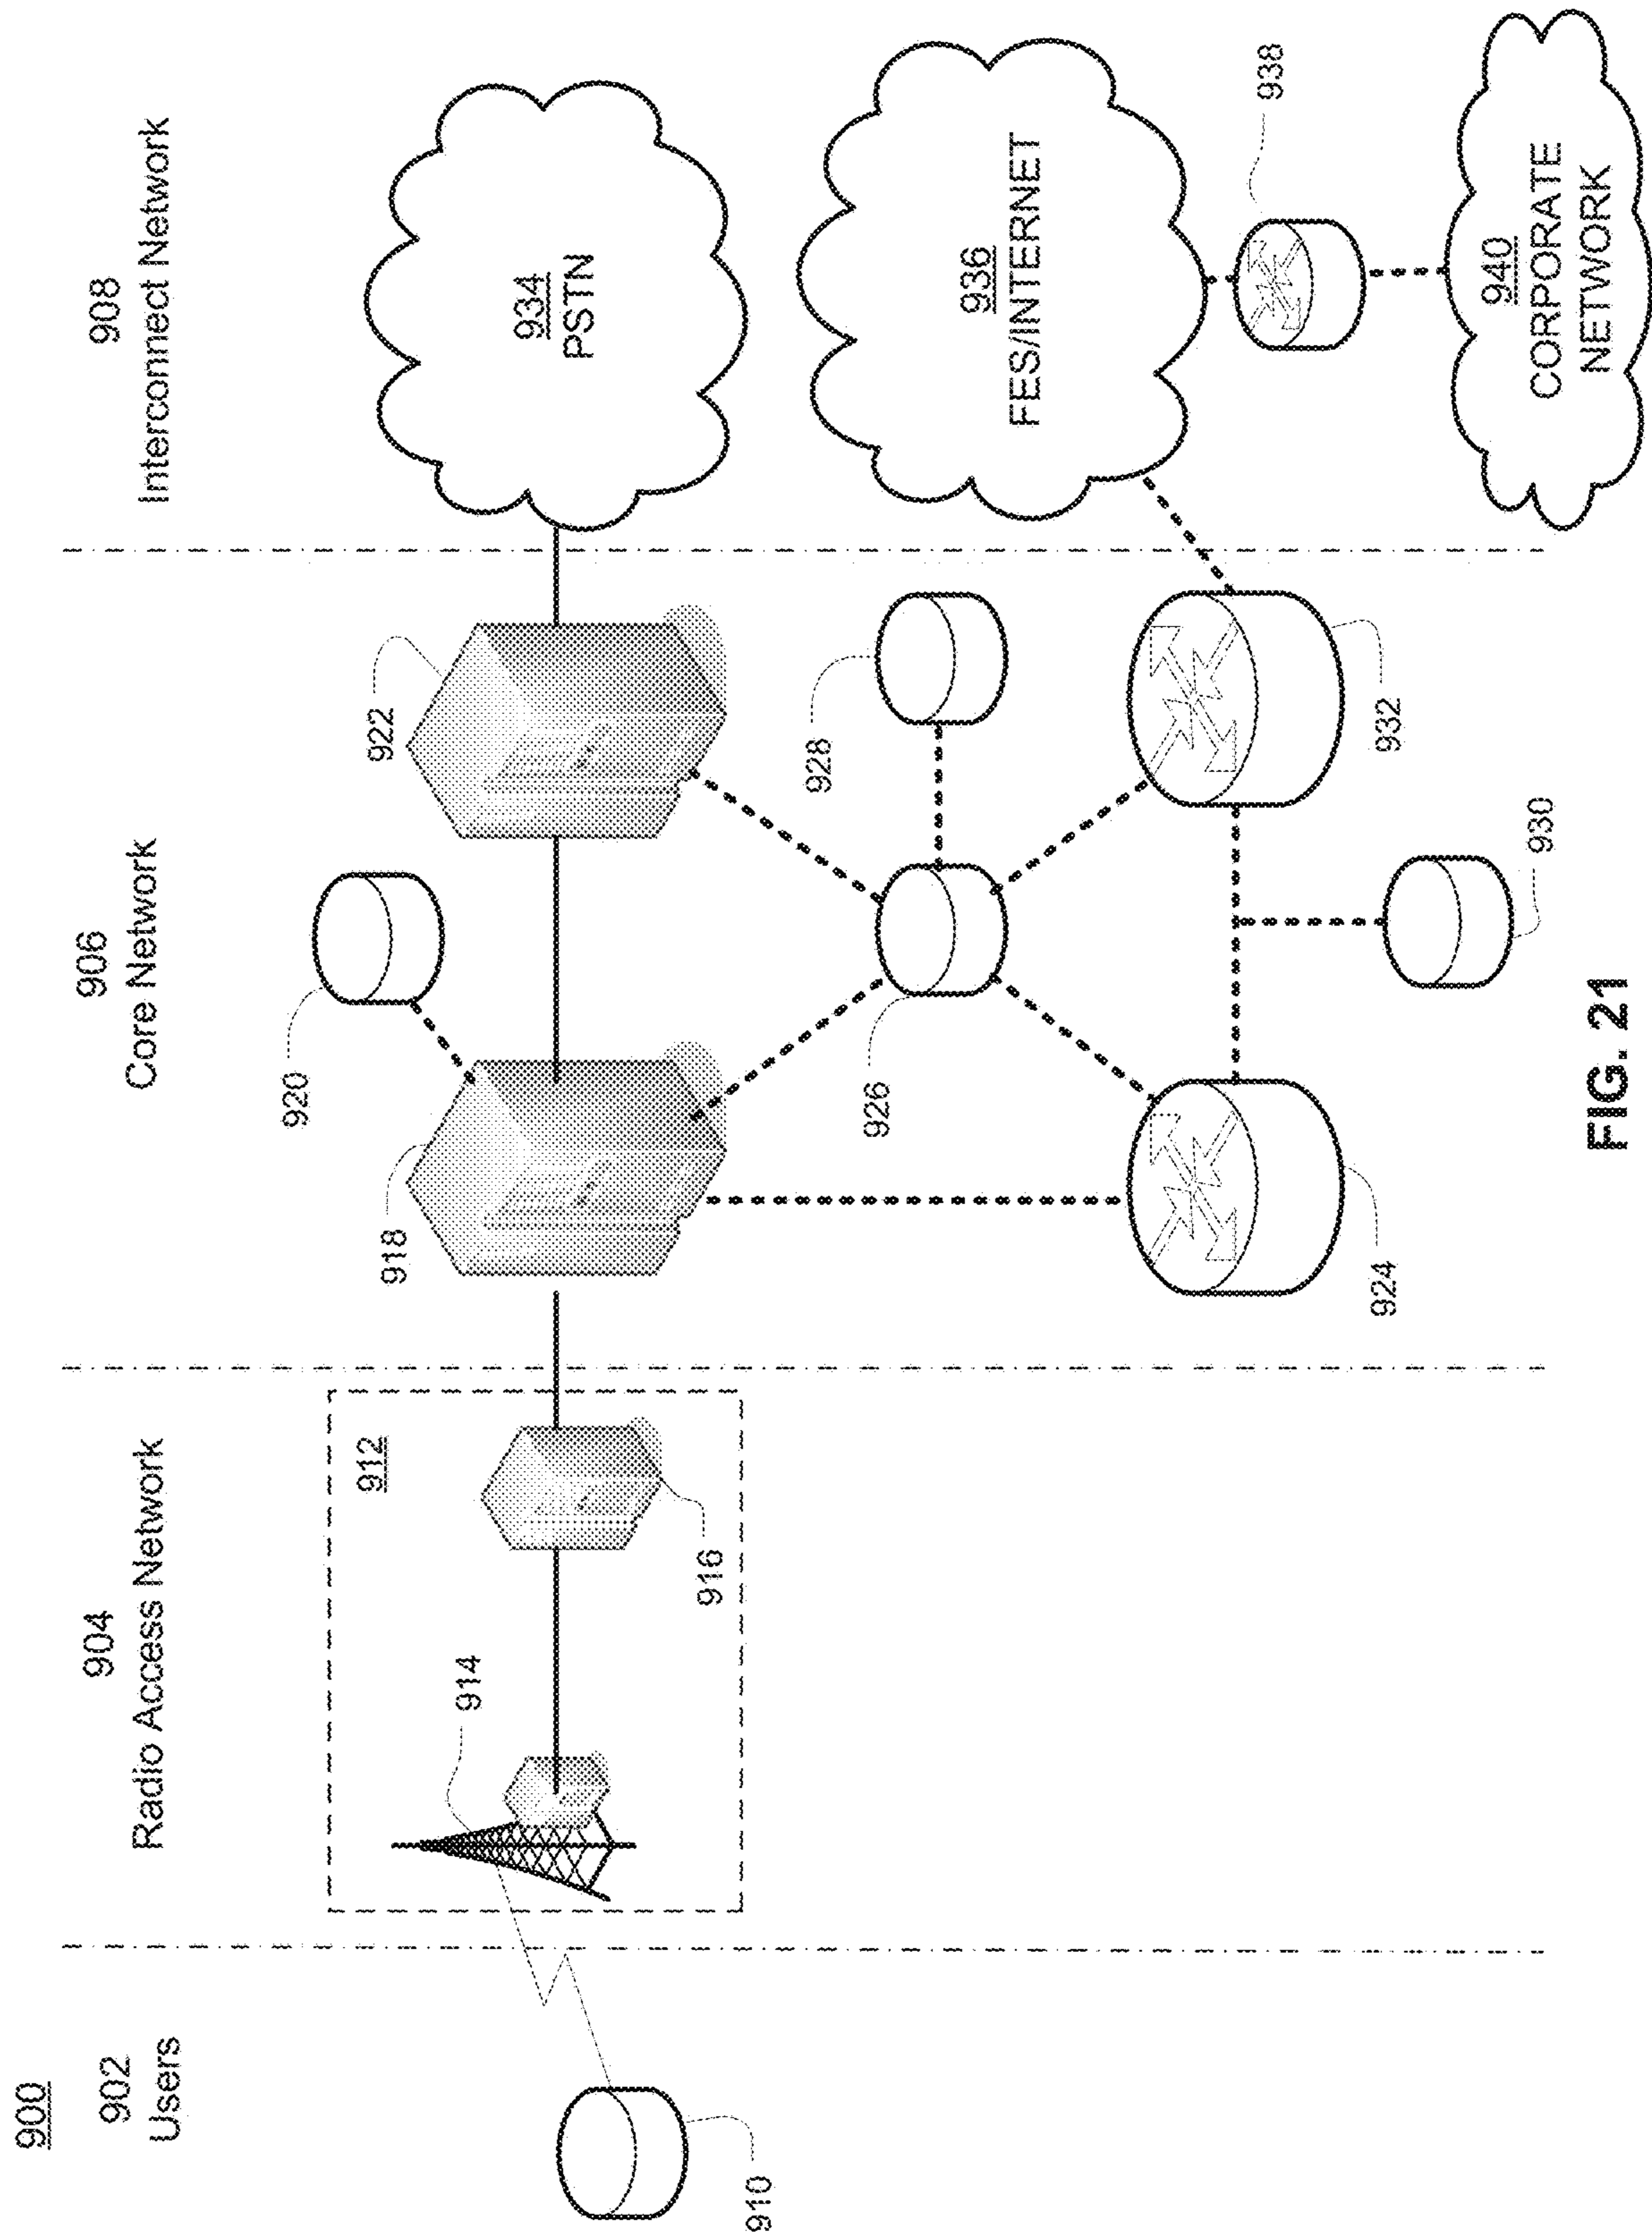 900
902
Users
904
Radio Access Network
906
Core Network
908
Interconnect Network
910
912
914
916
918
920
922
924
926
928
930
932
934
PSTN
936
FES/INTERNET
938
940
CORPORATE
NETWORK
FIG. 21